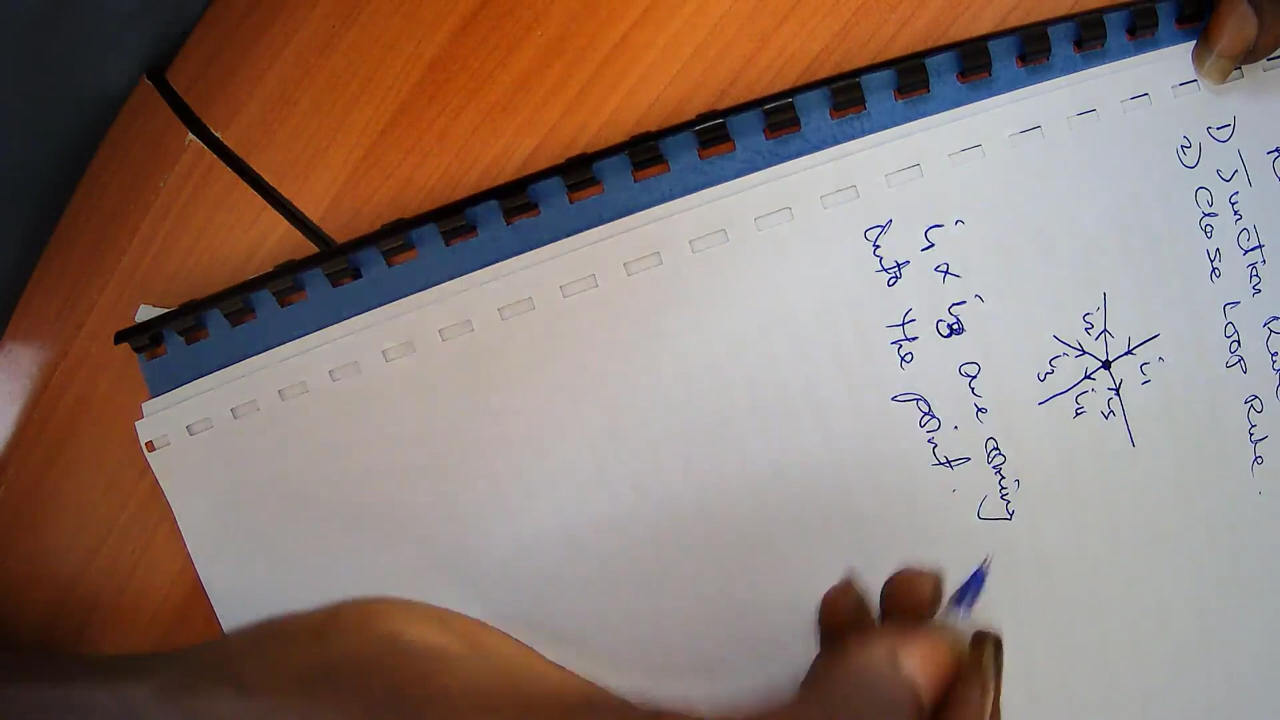 1) Junction Rule
2) Close Loop Rule.
i1
i2
i3
i4
i5
i1 & i3 are coming
into the point.